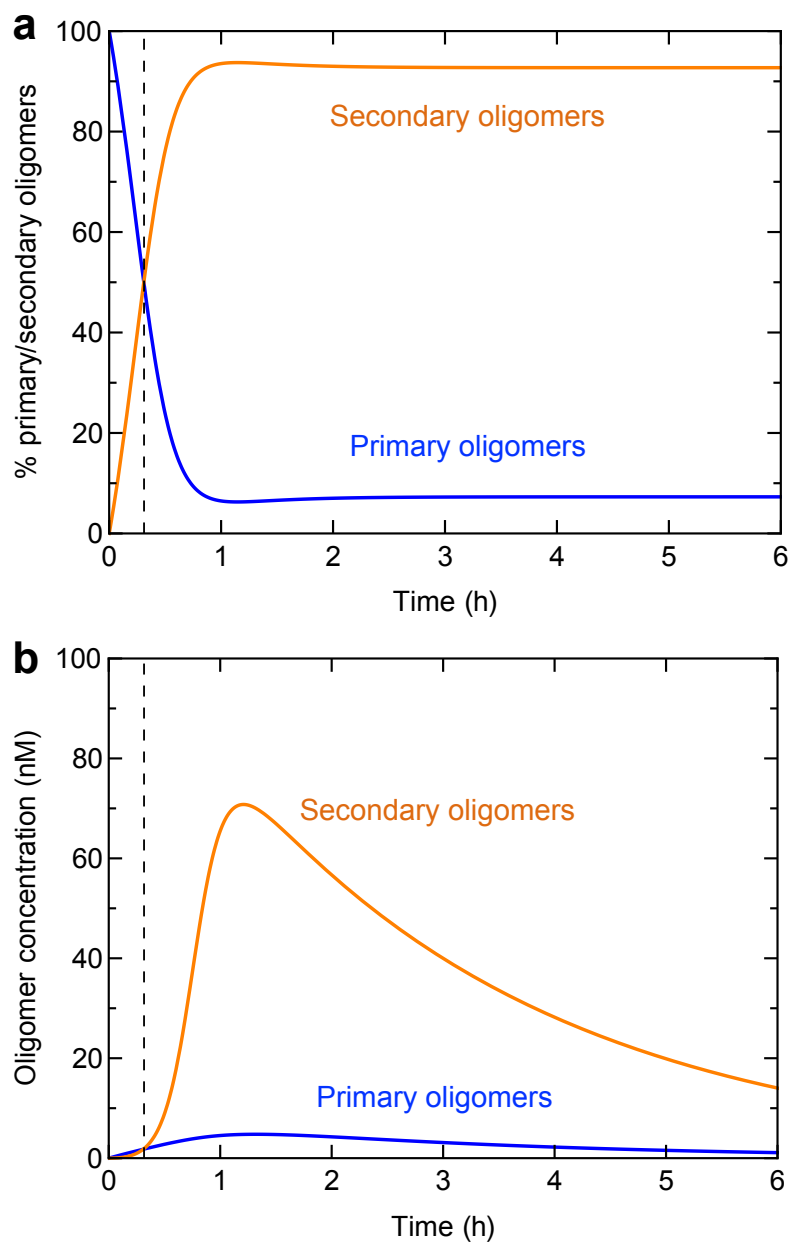 a
% primary/secondary oligomers
100
80
60
40
20
0
Secondary oligomers
Primary oligomers
0 1 2 3 4 5 6
Time (h)
b
Oligomer concentration (nM)
100
80
60
40
20
0
Secondary oligomers
Primary oligomers
0 1 2 3 4 5 6
Time (h)